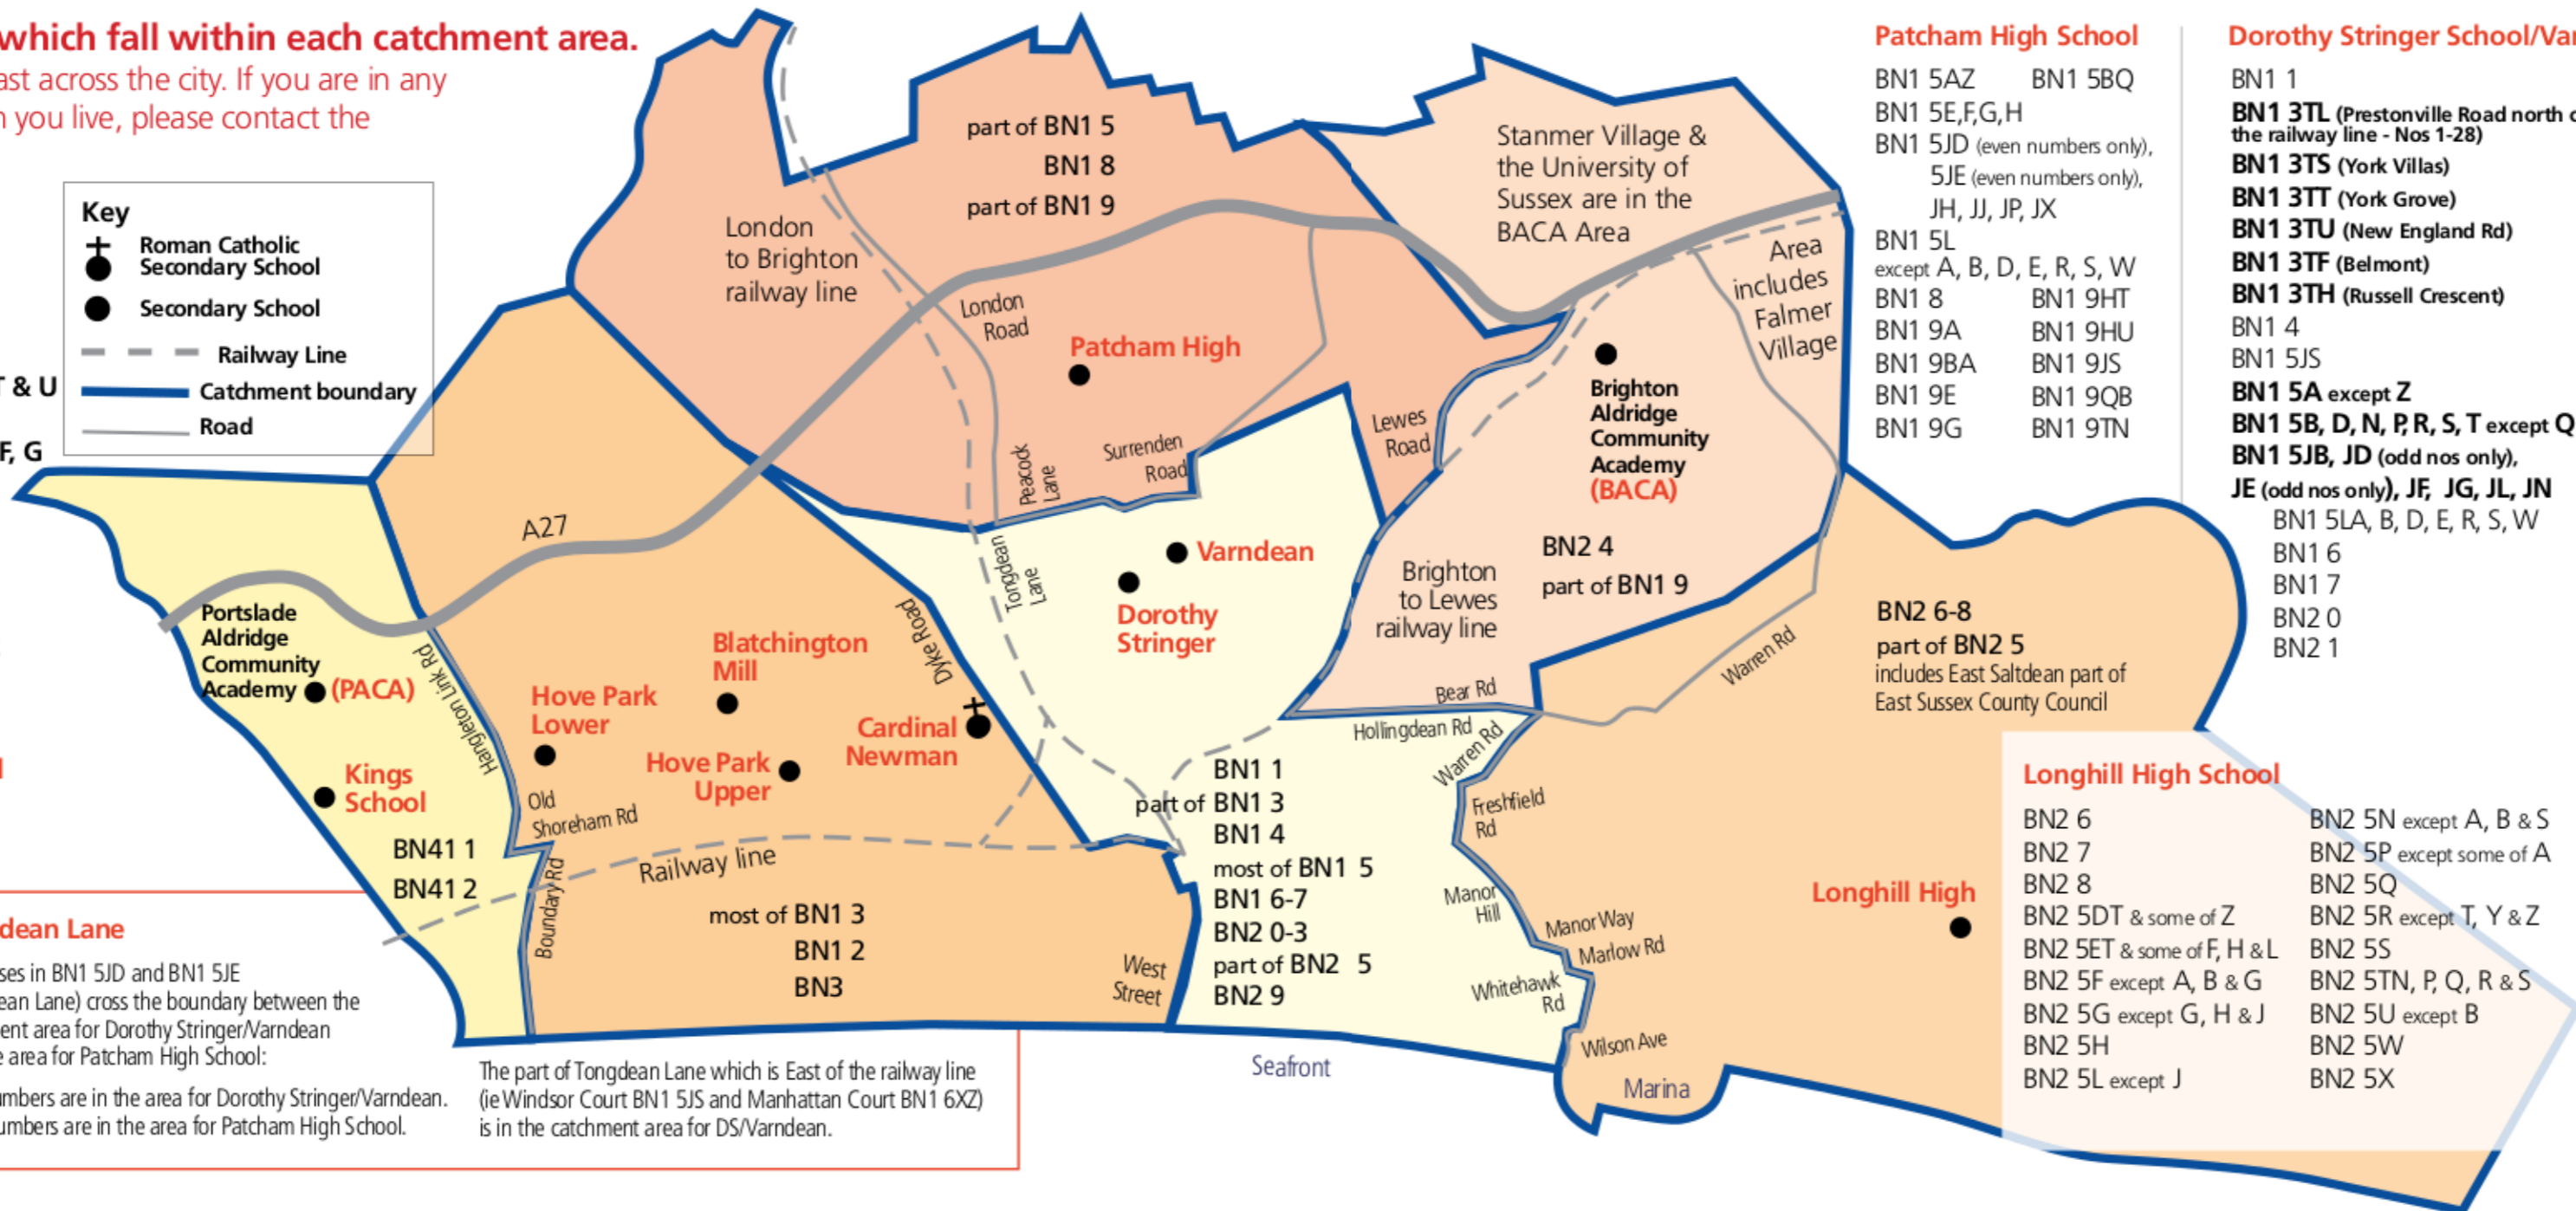 which fall within each catchment area.
ast across the city. If you are in any
you live, please contact the
T & U
F, G
Key
Roman Catholic
Secondary School
Secondary School
Railway Line
Catchment boundary
Road
part of BN1 5
BN1 8
part of BN1 9
London
to Brighton
railway line
London
Road
Patcham High
Peacock
Lane
Surrenden
Road
Lewes
Road
Stanmer Village &
the University of
Sussex are in the
BACA Area
Area
includes
Falmer
Village
Brighton
Aldridge
Community
Academy
(BACA)
BN2 4
part of BN1 9
Brighton
to Lewes
railway line
A27
Tongdean
Lane
Varndean
Dorothy
Stringer
Dyke Road
Portslade
Aldridge
Community
Academy (PACA)
Hangleton Link Rd
Kings
School
BN41 1
BN41 2
Blatchington
Mill
Hove Park
Lower
Hove Park
Upper
Cardinal
Newman
Old
Shoreham Rd
Boundary Rd
Railway line
most of BN1 3
BN1 2
BN3
West
Street
Bear Rd
Hollingdean Rd
Warren Rd
Warren Rd
Freshfield
Rd
Manor
Hill
Manor Way
Marlow Rd
Whitehawk
Rd
Wilson Ave
BN1 1
part of BN1 3
BN1 4
most of BN1 5
BN1 6-7
BN2 0-3
part of BN2 5
BN2 9
Seafront
Marina
BN2 6-8
part of BN2 5
includes East Saltdean part of
East Sussex County Council
Longhill High
Patcham High School
BN1 5AZ BN1 5BQ
BN1 5E,F,G,H
BN1 5JD (even numbers only),
5JE (even numbers only),
JH, JJ, JP, JX
BN1 5L
except A, B, D, E, R, S, W
BN1 8 BN1 9HT
BN1 9A BN1 9HU
BN1 9BA BN1 9JS
BN1 9E BN1 9QB
BN1 9G BN1 9TN
Dorothy Stringer School/Var
BN1 1
BN1 3TL (Prestonville Road north o
the railway line - Nos 1-28)
BN1 3TS (York Villas)
BN1 3TT (York Grove)
BN1 3TU (New England Rd)
BN1 3TF (Belmont)
BN1 3TH (Russell Crescent)
BN1 4
BN1 5JS
BN1 5A except Z
BN1 5B, D, N, P, R, S, T except Q
BN1 5JB, JD (odd nos only),
JE (odd nos only), JF, JG, JL, JN
BN1 5LA, B, D, E, R, S, W
BN1 6
BN1 7
BN2 0
BN2 1
Longhill High School
BN2 6 BN2 5N except A, B & S
BN2 7 BN2 5P except some of A
BN2 8 BN2 5Q
BN2 5DT & some of Z BN2 5R except T, Y & Z
BN2 5ET & some of F, H & L BN2 5S
BN2 5F except A, B & G BN2 5TN, P, Q, R & S
BN2 5G except G, H & J BN2 5U except B
BN2 5H BN2 5W
BN2 5L except J BN2 5X
dean Lane
ses in BN1 5JD and BN1 5JE
ean Lane) cross the boundary between the
ent area for Dorothy Stringer/Varndean
e area for Patcham High School:
umbers are in the area for Dorothy Stringer/Varndean.
umbers are in the area for Patcham High School.
The part of Tongdean Lane which is East of the railway line
(ie Windsor Court BN1 5JS and Manhattan Court BN1 6XZ)
is in the catchment area for DS/Varndean.